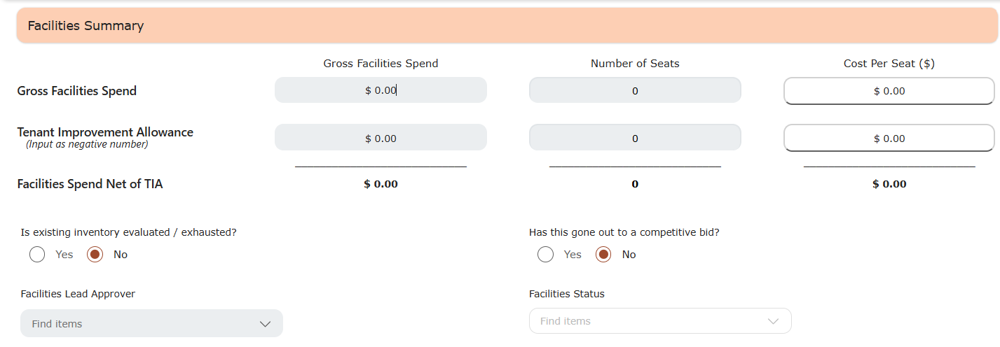 Facilities Summary
Gross Facilities Spend Number of Seats Cost Per Seat ($)
Gross Facilities Spend $ 0.00 0 $ 0.00
Tenant Improvement Allowance $ 0.00 0 $ 0.00
(Input as negative number)
Facilities Spend Net of TIA $ 0.00 0 $ 0.00
Is existing inventory evaluated / exhausted? Has this gone out to a competitive bid?
Yes No Yes No
Facilities Lead Approver Facilities Status
Find items Find items